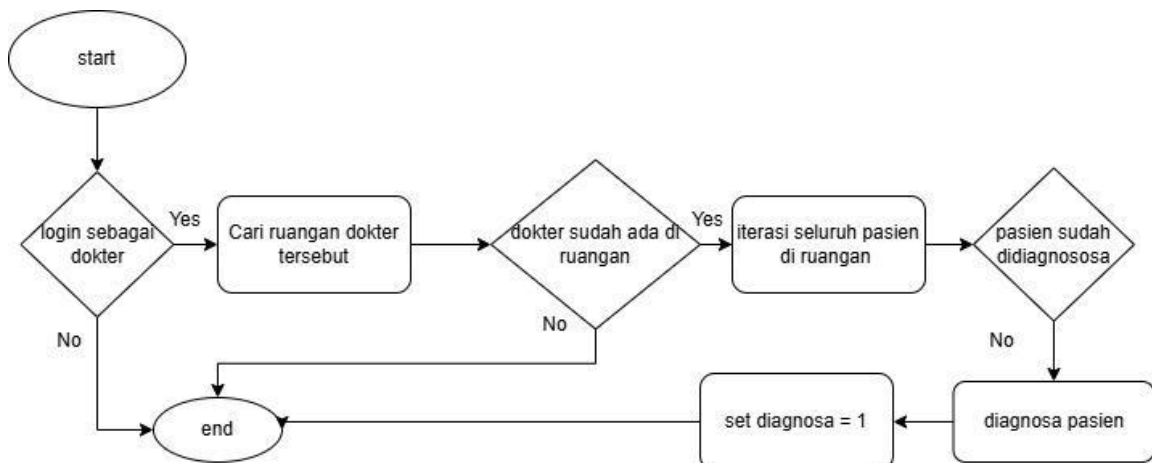 start
login sebagai
dokter
Yes
Cari ruangan dokter
tersebut
dokter sudah ada di
ruangan
Yes
iterasi seluruh pasien
di ruangan
pasien sudah
didiagnososa
No
No
No
end
set diagnosa = 1
diagnosa pasien